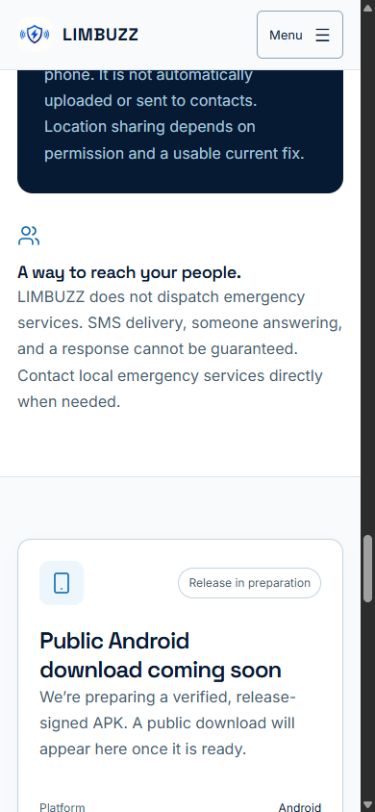 LIMBUZZ
Menu
phone. It is not automatically
uploaded or sent to contacts.
Location sharing depends on
permission and a usable current fix.
A way to reach your people.
LIMBUZZ does not dispatch emergency
services. SMS delivery, someone answering,
and a response cannot be guaranteed.
Contact local emergency services directly
when needed.
Release in preparation
Public Android
download coming soon
We're preparing a verified, release-
signed APK. A public download will
appear here once it is ready.
Platform
Android